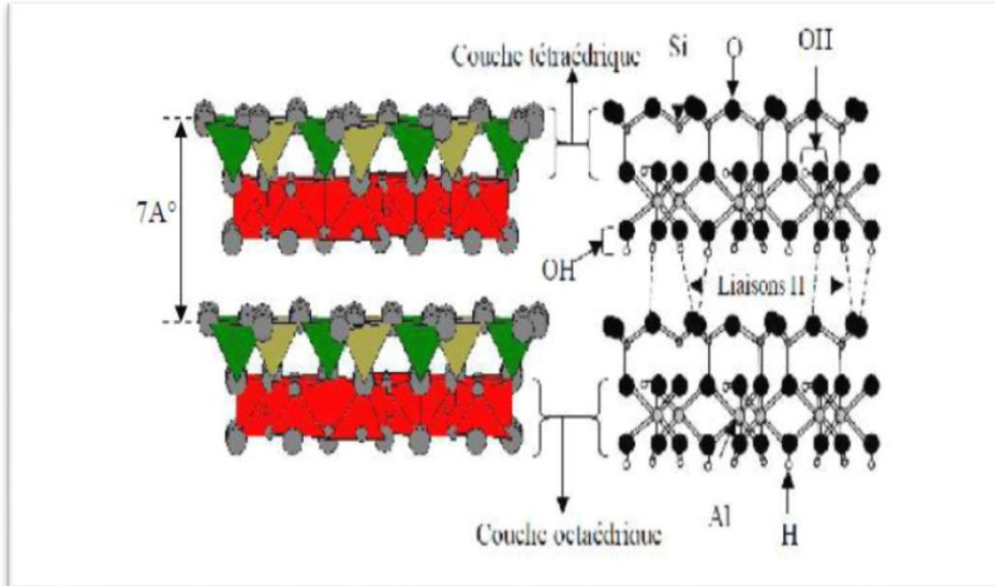 Couche tétraédrique
Si
O
OH
7A°
OH
Liaisons H
Al
H
Couche octaédrique